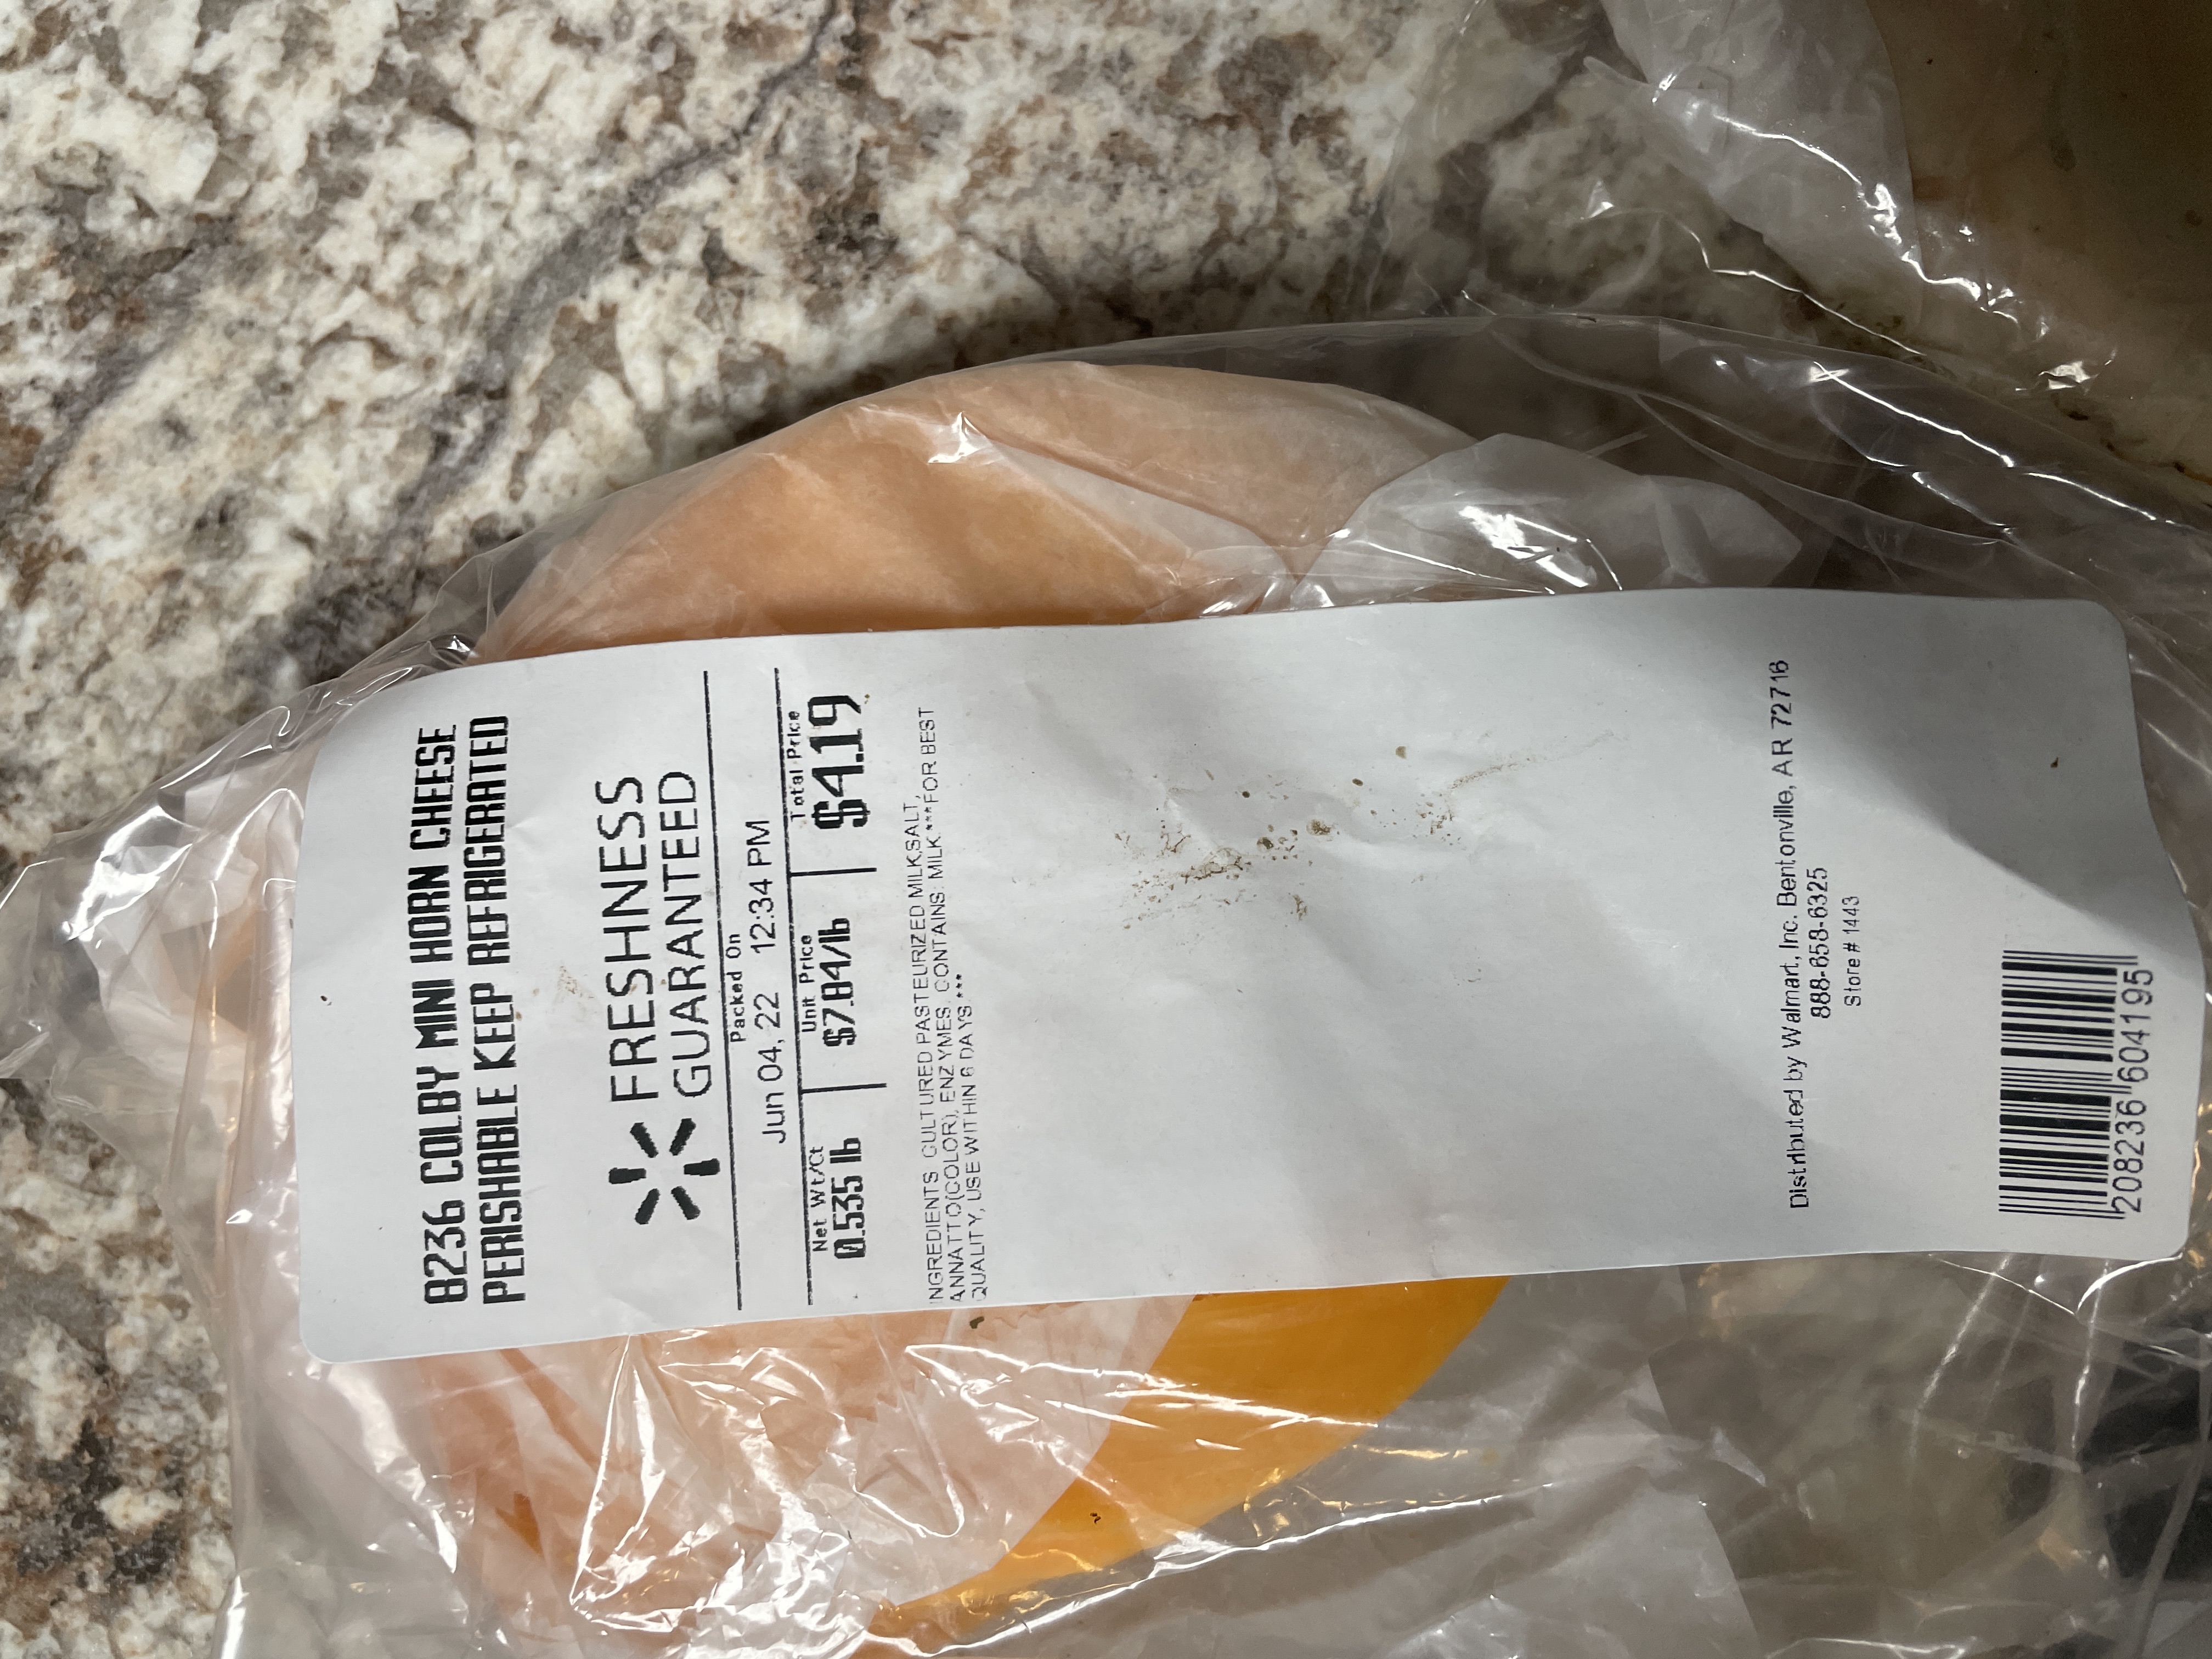 8236 COLBY MINI HORN CHEESE
PERISHABLE KEEP REFRIGERATED
FRESHNESS
GUARANTEED
Packed On
Jun 04, 22 12:34 PM
Net Wt/Ct Unit Price Total Price
0.535 lb $7.84/lb $4.19
INGREDIENTS CULTURED PASTEURIZED MILK,SALT,
ANNATTO(COLOR), ENZYMES. CONTAINS: MILK.***FOR BEST
QUALITY, USE WITHIN 6 DAYS.***
Distributed by Walmart, Inc. Bentonville, AR 72716
888-658-6325
Store # 1443
208236 604195